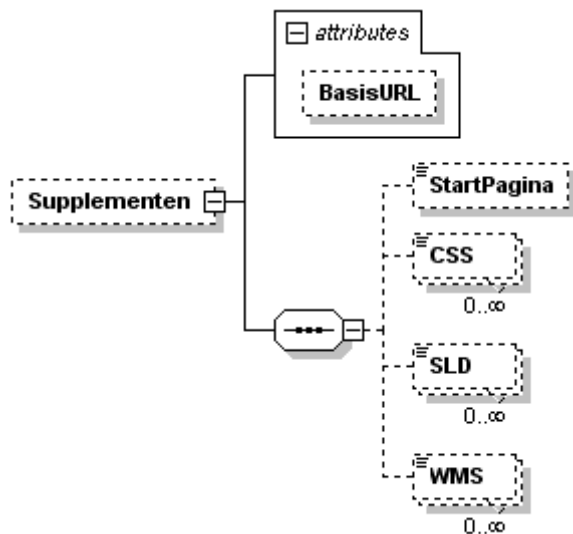 attributes
BasisURL
Supplementen
StartPagina
CSS
0..∞
SLD
0..∞
WMS
0..∞